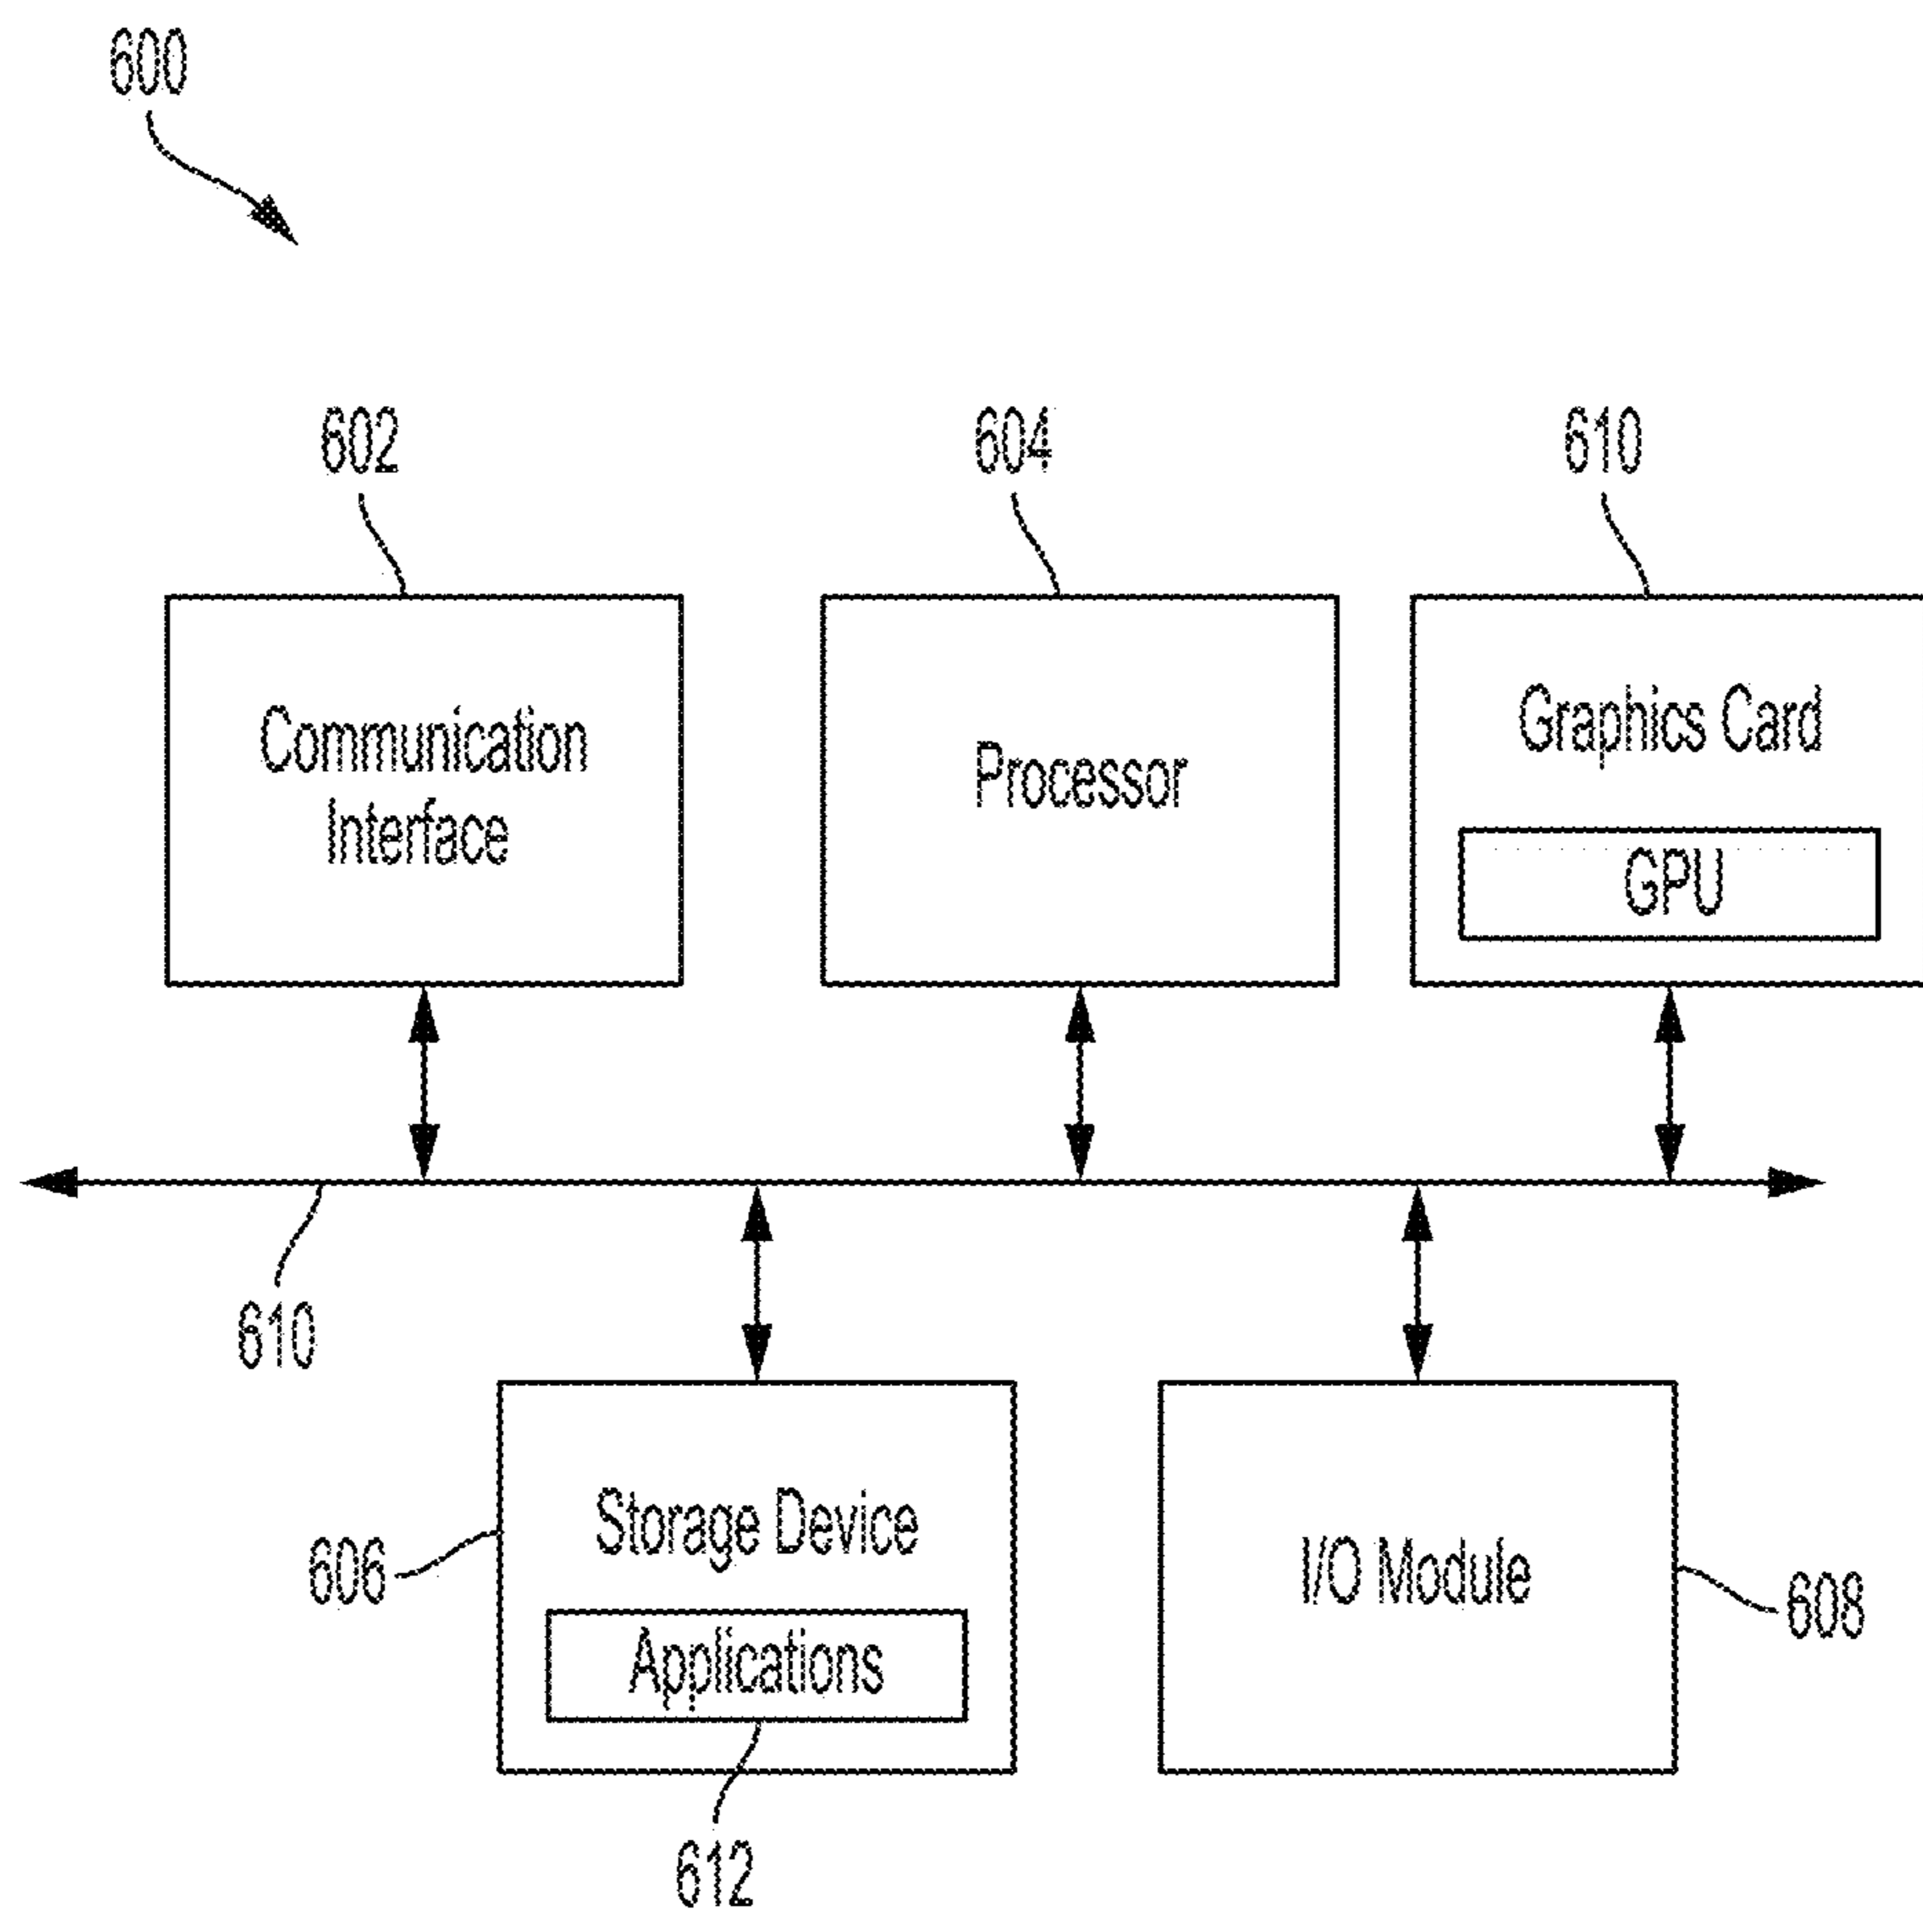 600
602
604
610
Communication
Interface
Processor
Graphics Card
GPU
610
Storage Device
606
Applications
I/O Module
608
612